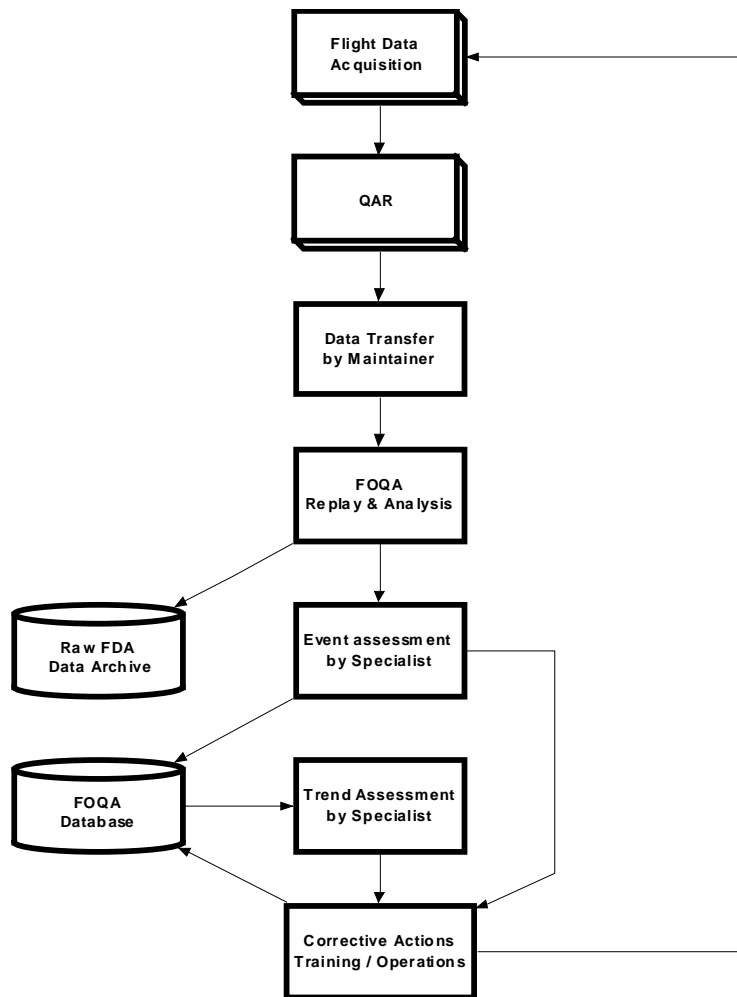 Flight Data
Acquisition
QAR
Data Transfer
by Maintainer
FOQA
Replay & Analysis
Raw FDA
Data Archive
Event assessment
by Specialist
FOQA
Database
Trend Assessment
by Specialist
Corrective Actions
Training / Operations